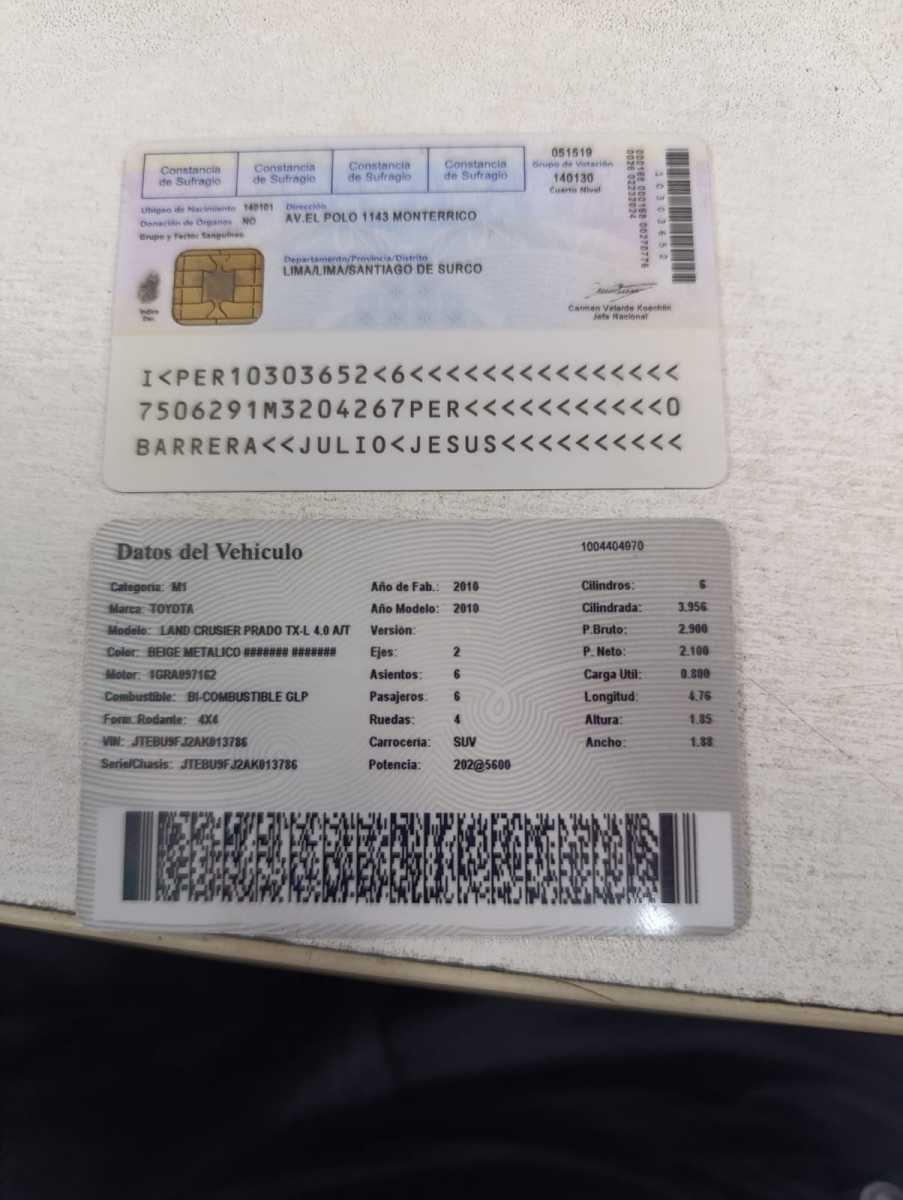 Constancia de Sufragio
Constancia de Sufragio
Constancia de Sufragio
Constancia de Sufragio
051519
Grupo de Votación
140130
Cuarto Nivel
Ubigeo de Nacimiento 140101
Donación de Órganos NO
Grupo y Factor Sanguíneo
Dirección
AV.EL POLO 1143 MONTERRICO
Departamento/Provincia/Distrito
LIMA/LIMA/SANTIAGO DE SURCO
10303652
Índice
Der.
Carmen Velarde Koechlin
Jefa Nacional
I<PER10303652<6<<<<<<<<<<<<<<<
7506291M3204267PER<<<<<<<<<<<0
BARRERA<<JULIO<JESUS<<<<<<<<<<
Datos del Vehículo 1004404970
Categoria: M1 Año de Fab.: 2010 Cilindros: 6
Marca: TOYOTA Año Modelo: 2010 Cilindrada: 3.956
Modelo: LAND CRUSIER PRADO TX-L 4.0 A/T Versión: P.Bruto: 2.900
Color: BEIGE METALICO ####### ####### Ejes: 2 P. Neto: 2.100
Motor: 1GRA097162 Asientos: 6 Carga Util: 0.800
Combustible: BI-COMBUSTIBLE GLP Pasajeros: 6 Longitud: 4.76
Form. Rodante: 4X4 Ruedas: 4 Altura: 1.85
VIN: JTEBU9FJ2AK013786 Carrocería: SUV Ancho: 1.88
Serie/Chasis: JTEBU9FJ2AK013786 Potencia: 202@5600